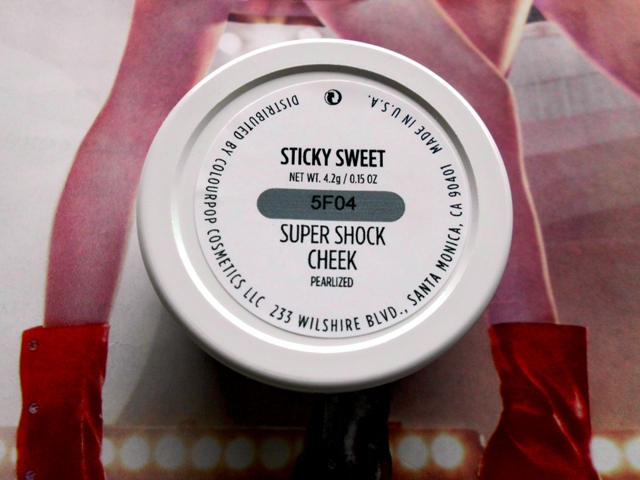 STICKY SWEET
NET WT. 4.2g / 0.15 OZ
5F04
SUPER SHOCK
CHEEK
PEARLIZED
DISTRIBUTED BY COLOURPOP COSMETICS LLC 233 WILSHIRE BLVD., SANTA MONICA, CA 90401 MADE IN U.S.A.